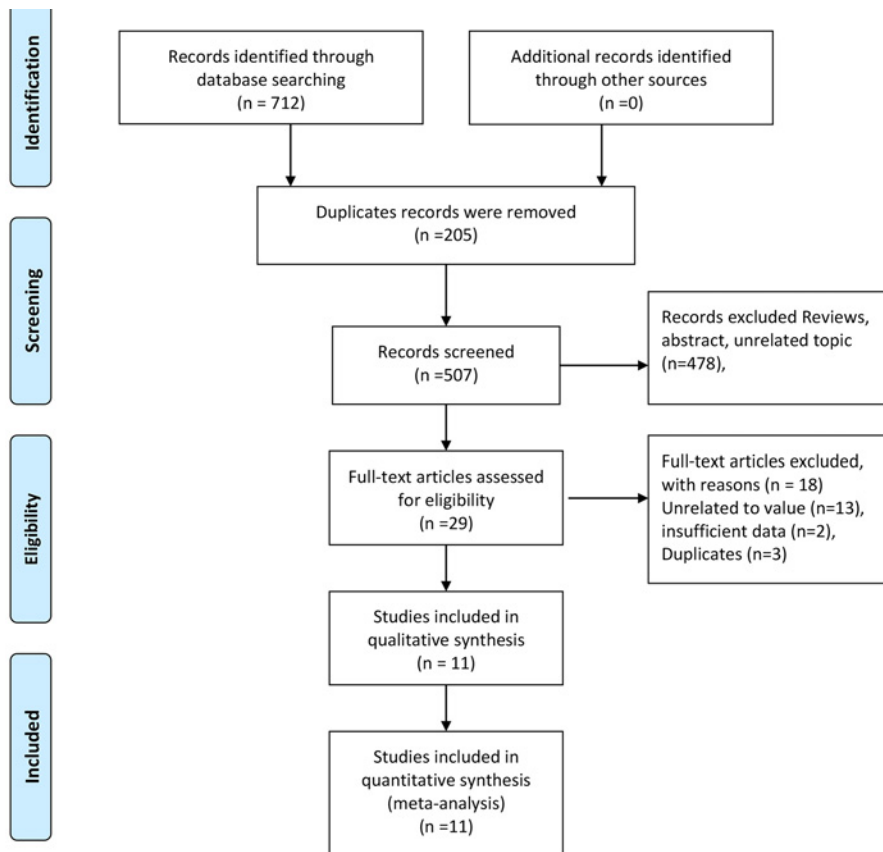 Identification
Records identified through
database searching
(n = 712)
Additional records identified
through other sources
(n =0)
Duplicates records were removed
(n =205)
Screening
Records screened
(n =507)
Records excluded Reviews,
abstract, unrelated topic
(n=478),
Eligibility
Full-text articles assessed
for eligibility
(n =29)
Full-text articles excluded,
with reasons (n = 18)
Unrelated to value (n=13),
insufficient data (n=2),
Duplicates (n=3)
Studies included in
qualitative synthesis
(n = 11)
Included
Studies included in
quantitative synthesis
(meta-analysis)
(n =11)